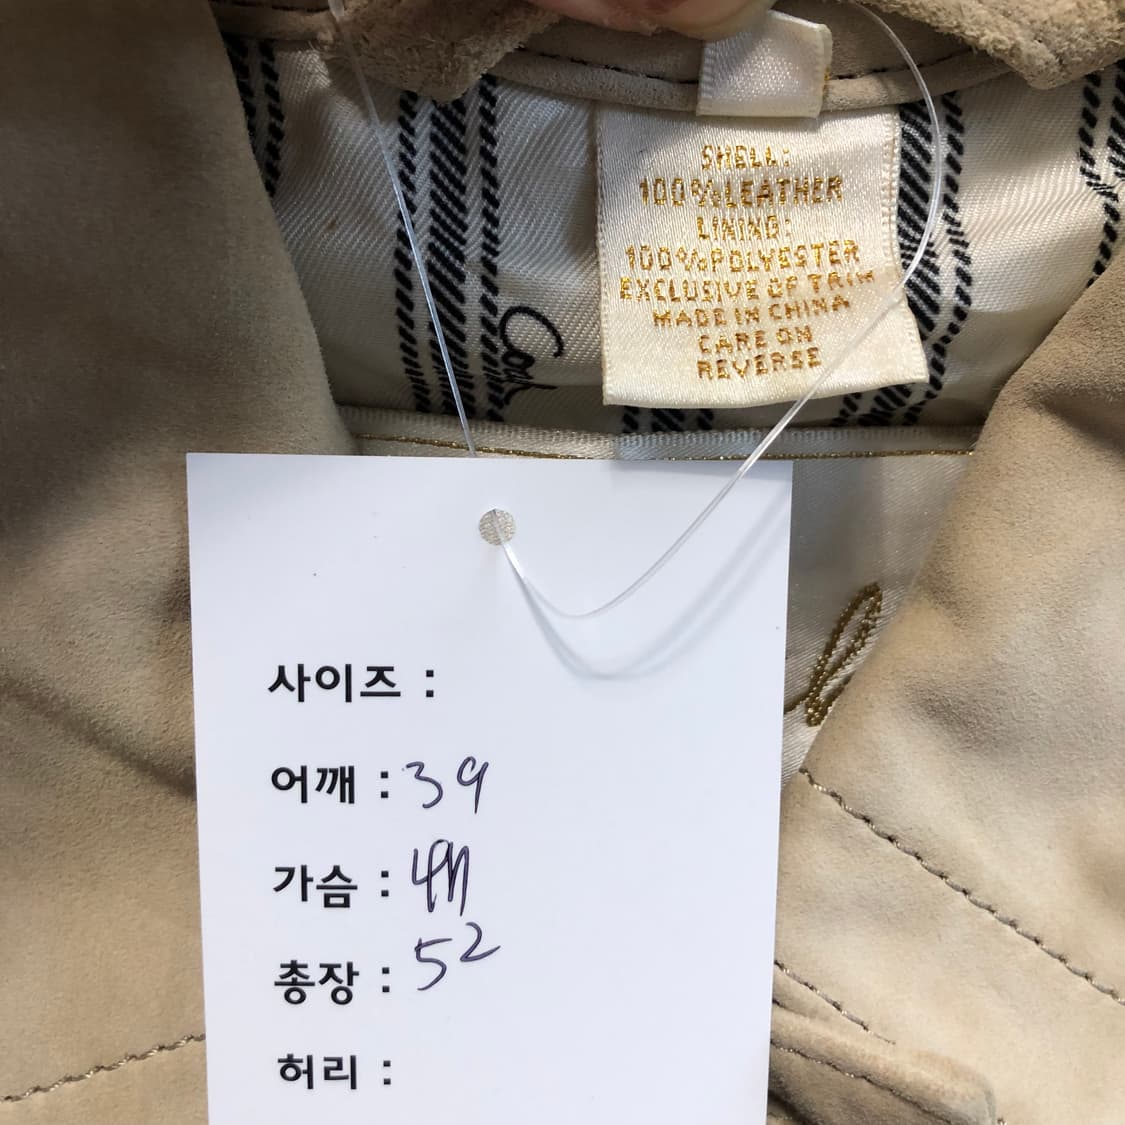 SHELL:
100%LEATHER
LINING:
100%POLYESTER
EXCLUSIVE OF TRIM
MADE IN CHINA
CARE ON
REVERSE
사이즈 :
어깨 : 39
가슴 : 47
총장 : 52
허리 :